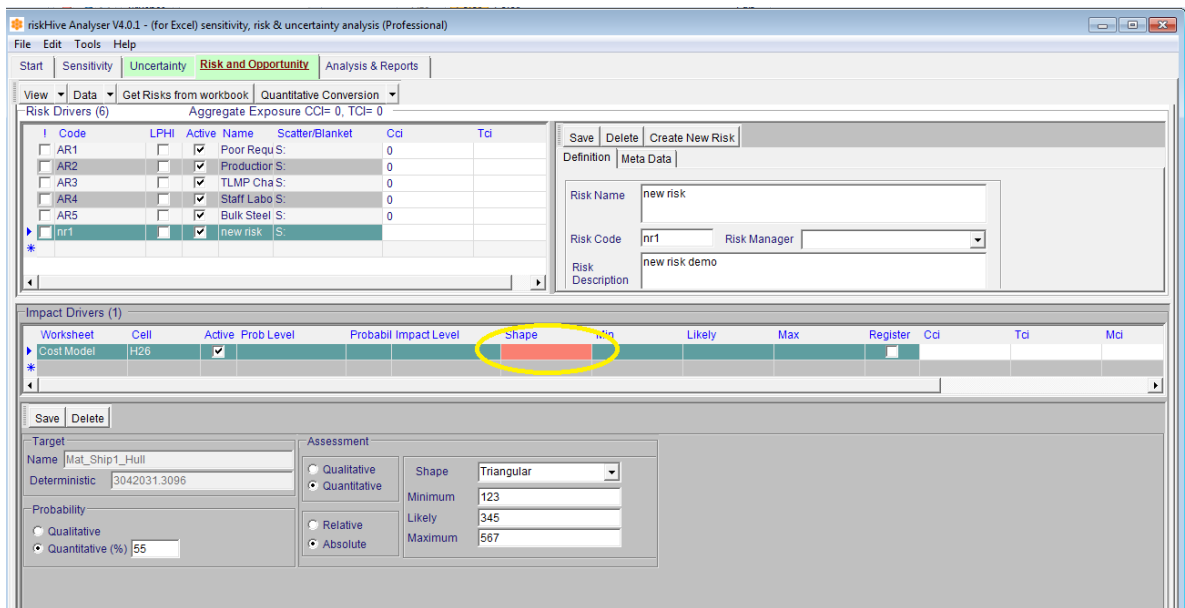 riskHive Analyser V4.0.1 - (for Excel) sensitivity, risk & uncertainty analysis (Professional)
File Edit Tools Help
Start Sensitivity Uncertainty Risk and Opportunity Analysis & Reports
View Data Get Risks from workbook Quantitative Conversion
Risk Drivers (6) Aggregate Exposure CCI= 0, TCI= 0
! Code LPHI Active Name Scatter/Blanket Cci Tci
AR1 Poor Requ S: 0
AR2 Productior S: 0
AR3 TLMP Cha S: 0
AR4 Staff Labo S: 0
AR5 Bulk Steel S: 0
nr1 new risk S:
Save Delete Create New Risk
Definition Meta Data
Risk Name new risk
Risk Code nr1 Risk Manager
Risk Description new risk demo
Impact Drivers (1)
Worksheet Cell Active Prob Level Probabil Impact Level Shape Min Likely Max Register Cci Tci Mci
Cost Model H26
Save Delete
Target
Name Mat_Ship1_Hull
Deterministic 3042031.3096
Probability
Qualitative
Quantitative (%) 55
Assessment
Qualitative
Quantitative
Relative
Absolute
Shape Triangular
Minimum 123
Likely 345
Maximum 567